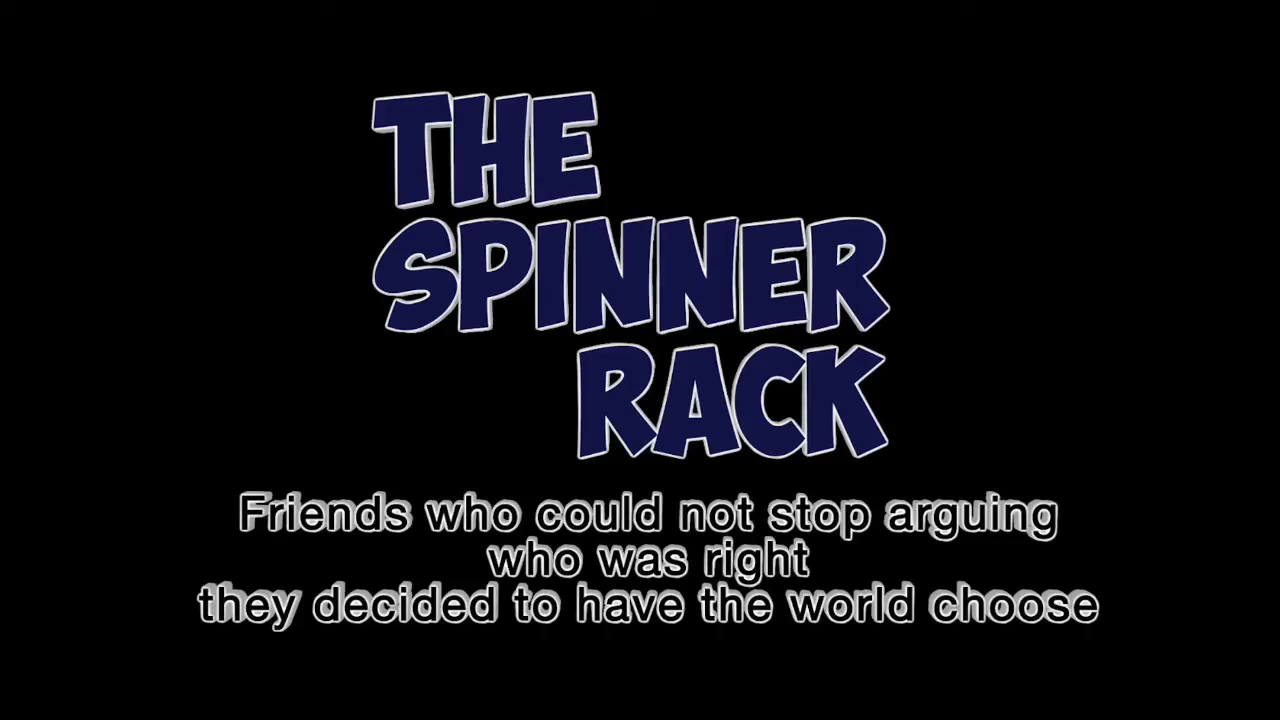 THE
SPINNER
RACK
Friends who could not stop arguing
who was right
they decided to have the world choose